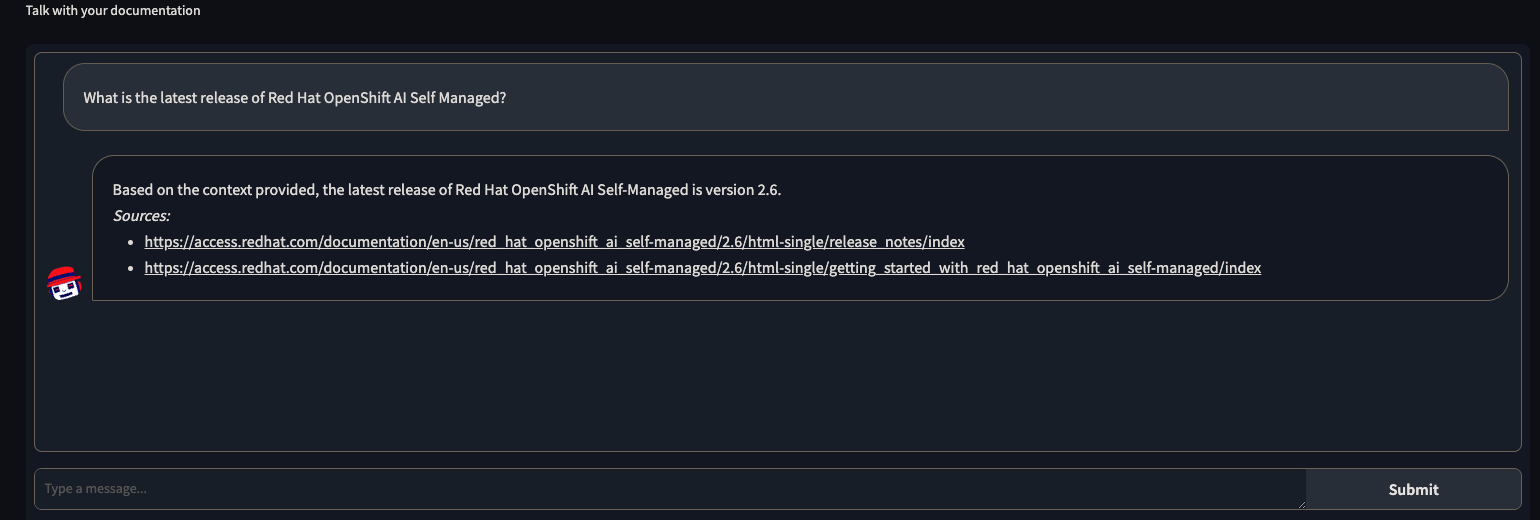 Talk with your documentation
What is the latest release of Red Hat OpenShift AI Self Managed?
Based on the context provided, the latest release of Red Hat OpenShift AI Self-Managed is version 2.6.
Sources:
• https://access.redhat.com/documentation/en-us/red_hat_openshift_ai_self-managed/2.6/html-single/release_notes/index
• https://access.redhat.com/documentation/en-us/red_hat_openshift_ai_self-managed/2.6/html-single/getting_started_with_red_hat_openshift_ai_self-managed/index
Type a message...
Submit